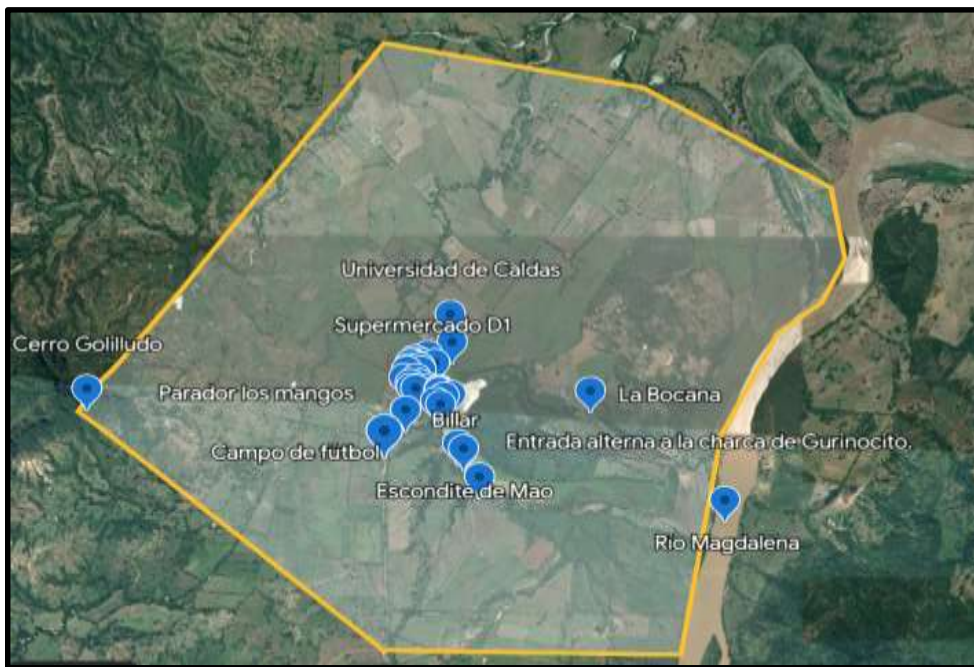 Universidad de Caldas
Supermercado D1
Cerro Golilludo
Parador los mangos
La Bocana
Billar
Entrada alterna a la charca de Gurinocito.
Campo de fútbol
Escondite de Mao
Rio Magdalena